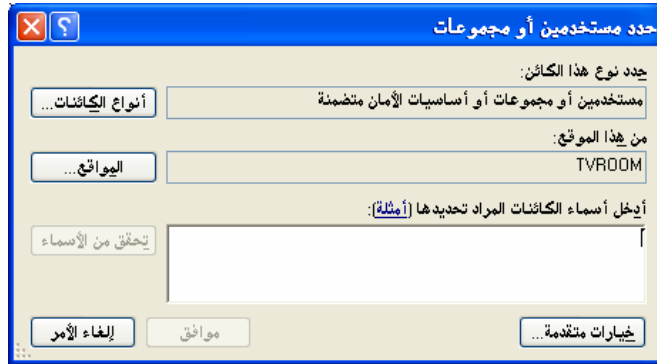 حدد مستخدمين أو مجموعات
حدد نوع هذا الكائن:
مستخدمين أو مجموعات أو أساسيات الأمان متضمنة
أنواع الكائنات...
من هذا الموقع:
TVROOM
المواقع...
أدخل أسماء الكائنات المراد تحديدها (أمثلة):
تحقق من الأسماء
خيارات متقدمة...
موافق
إلغاء الأمر